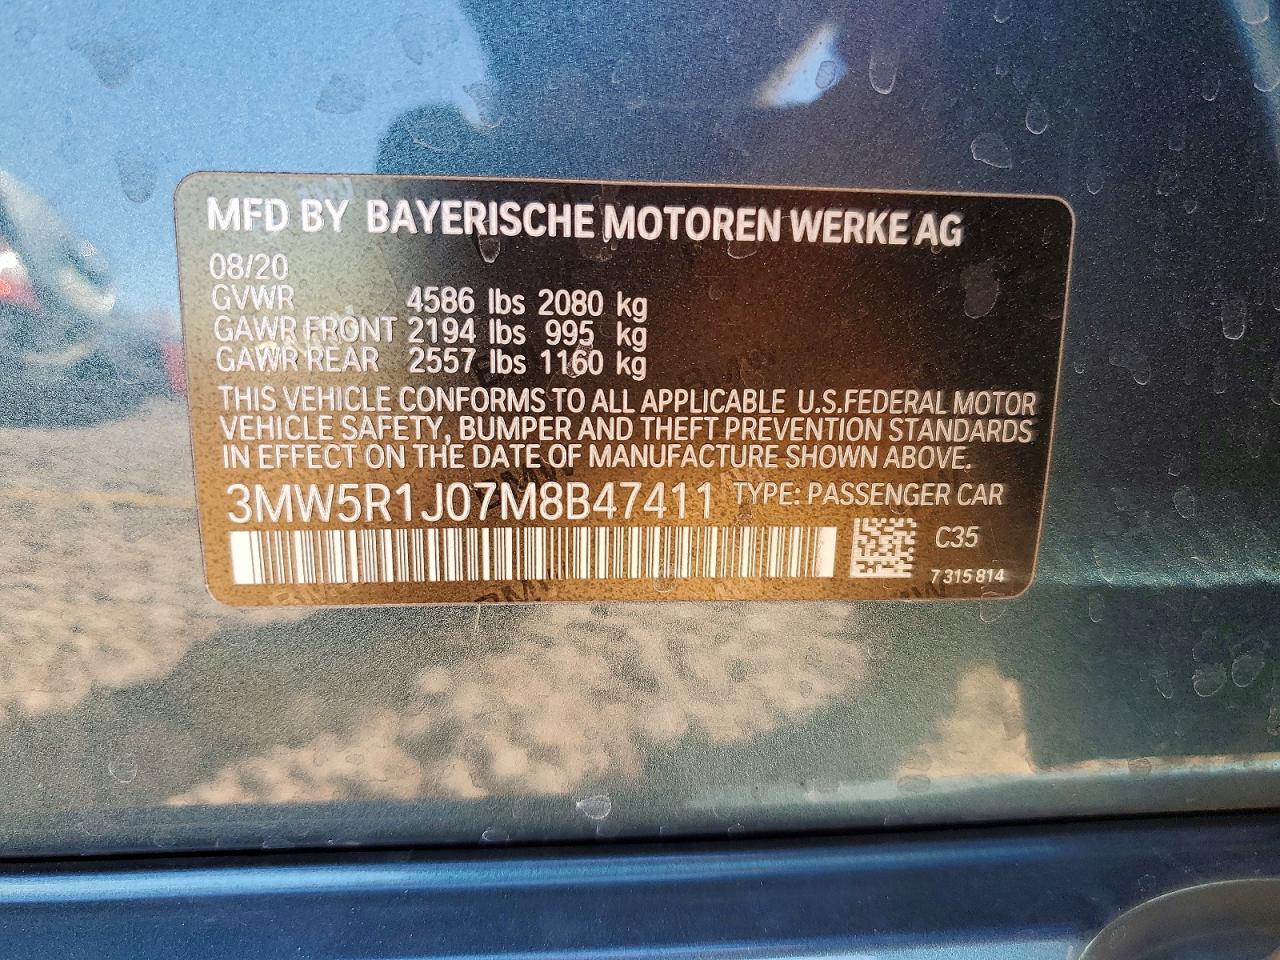 MFD BY BAYERISCHE MOTOREN WERKE AG
08/20
GVWR 4586 lbs 2080 kg
GAWR FRONT 2194 lbs 995 kg
GAWR REAR 2557 lbs 1160 kg
THIS VEHICLE CONFORMS TO ALL APPLICABLE U.S.FEDERAL MOTOR
VEHICLE SAFETY, BUMPER AND THEFT PREVENTION STANDARDS
IN EFFECT ON THE DATE OF MANUFACTURE SHOWN ABOVE.
3MW5R1J07M8B47411 TYPE: PASSENGER CAR
C35
7 315 814